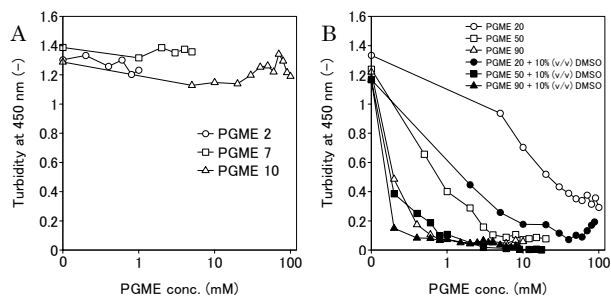 A
Turbidity at 450 nm (−)
1.6
1.4
1.2
1
0.8
0.6
0.4
0.2
0
PGME 2
PGME 7
PGME 10
0 1 10 100
PGME conc. (mM)
B
Turbidity at 450 nm (−)
1.6
1.4
1.2
1
0.8
0.6
0.4
0.2
0
PGME 20
PGME 50
PGME 90
PGME 20 + 10% (v/v) DMSO
PGME 50 + 10% (v/v) DMSO
PGME 90 + 10% (v/v) DMSO
0 1 10 100
PGME conc. (mM)